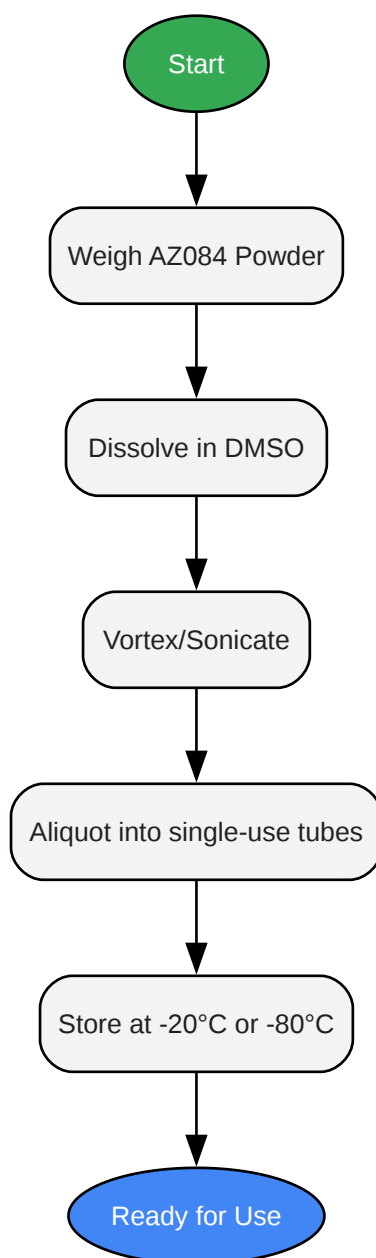 Start
Weigh AZ084 Powder
Dissolve in DMSO
Vortex/Sonicate
Aliquot into single-use tubes
Store at -20°C or -80°C
Ready for Use